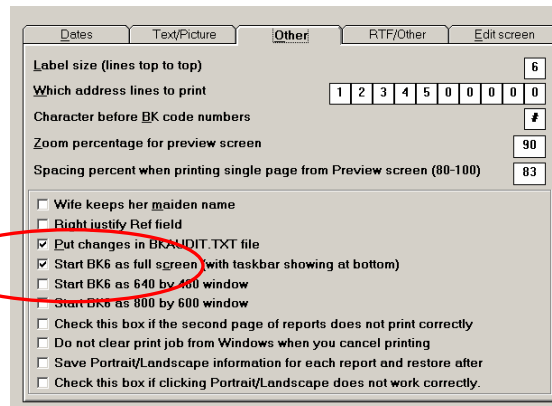 Dates Text/Picture Other RTF/Other Edit screen
Label size (lines top to top) 6
Which address lines to print 1 2 3 4 5 0 0 0 0 0
Character before BK code numbers #
Zoom percentage for preview screen 90
Spacing percent when printing single page from Preview screen (80-100) 83
Wife keeps her maiden name
Right justify Ref field
Put changes in BKAUDIT.TXT file
Start BK6 as full screen (with taskbar showing at bottom)
Start BK6 as 640 by 480 window
Start BK6 as 800 by 600 window
Check this box if the second page of reports does not print correctly
Do not clear print job from Windows when you cancel printing
Save Portrait/Landscape information for each report and restore after
Check this box if clicking Portrait/Landscape does not work correctly.